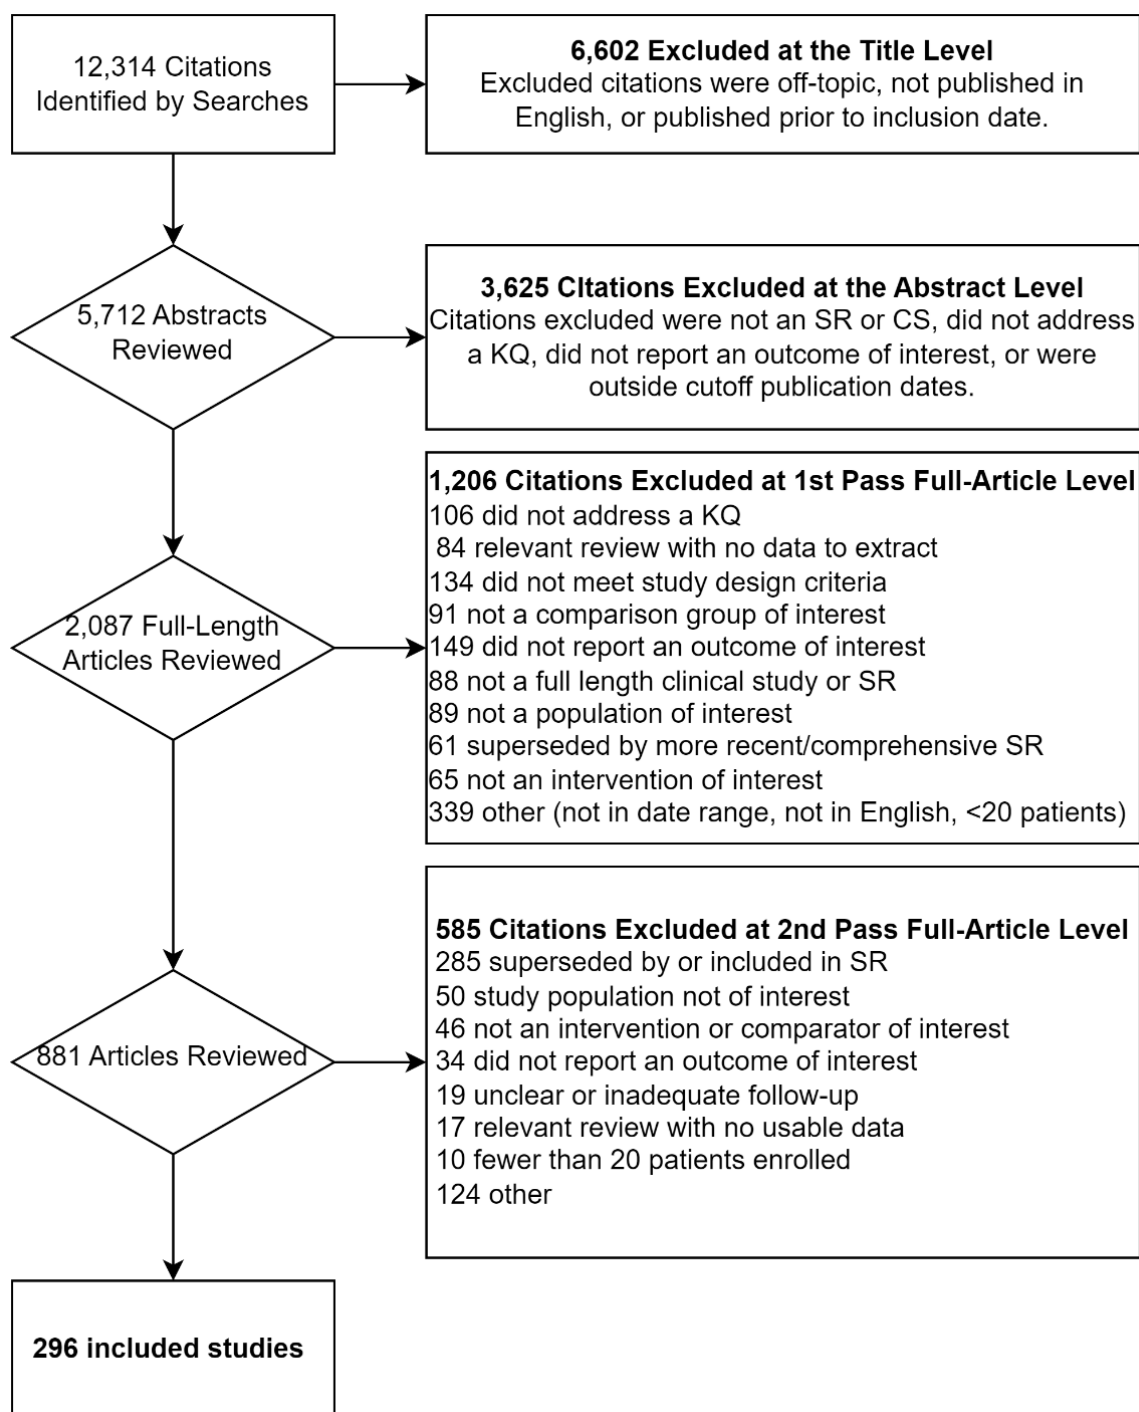 12,314 Citations
Identified by Searches
6,602 Excluded at the Title Level
Excluded citations were off-topic, not published in
English, or published prior to inclusion date.
5,712 Abstracts
Reviewed
3,625 CItations Excluded at the Abstract Level
Citations excluded were not an SR or CS, did not address
a KQ, did not report an outcome of interest, or were
outside cutoff publication dates.
2,087 Full-Length
Articles Reviewed
1,206 Citations Excluded at 1st Pass Full-Article Level
106 did not address a KQ
84 relevant review with no data to extract
134 did not meet study design criteria
91 not a comparison group of interest
149 did not report an outcome of interest
88 not a full length clinical study or SR
89 not a population of interest
61 superseded by more recent/comprehensive SR
65 not an intervention of interest
339 other (not in date range, not in English, <20 patients)
881 Articles Reviewed
585 Citations Excluded at 2nd Pass Full-Article Level
285 superseded by or included in SR
50 study population not of interest
46 not an intervention or comparator of interest
34 did not report an outcome of interest
19 unclear or inadequate follow-up
17 relevant review with no usable data
10 fewer than 20 patients enrolled
124 other
296 included studies